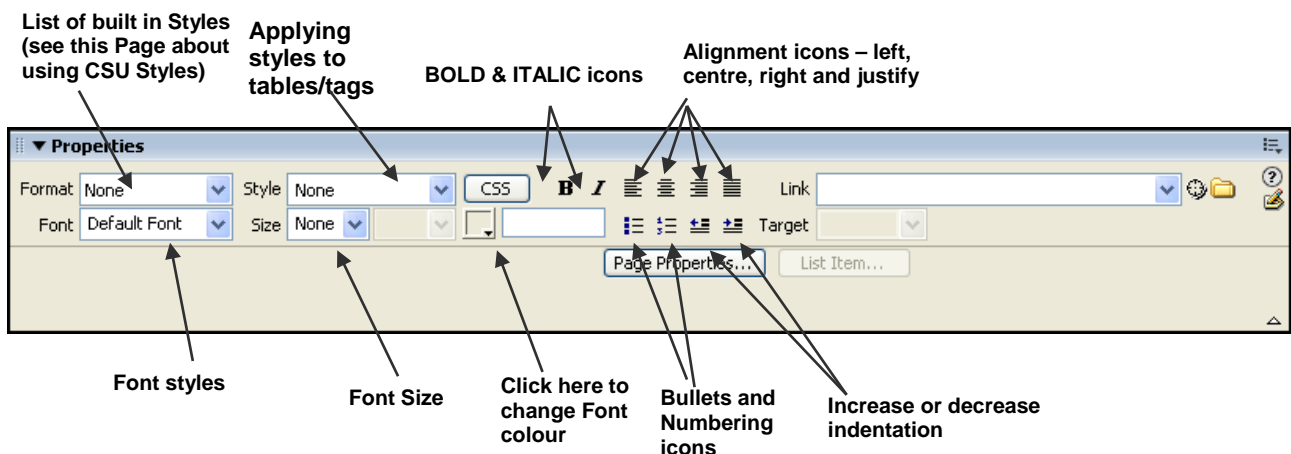 List of built in Styles
(see this Page about
using CSU Styles)
Applying
styles to
tables/tags
BOLD & ITALIC icons
Alignment icons – left,
centre, right and justify
Properties
Format None Style None CSS B I Link
Font Default Font Size None Target
Page Properties... List Item...
Font styles
Font Size
Click here to
change Font
colour
Bullets and
Numbering
icons
Increase or decrease
indentation